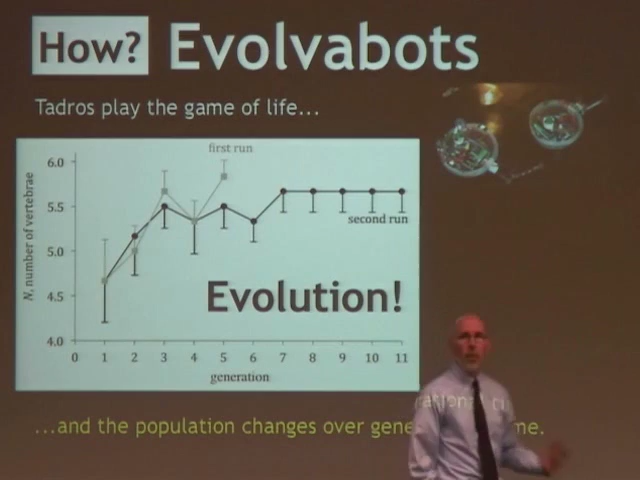 How? Evolvabots
Tadros play the game of life...
first run
second run
Evolution!
N, number of vertebrae
6.0
5.5
5.0
4.5
4.0
0 1 2 3 4 5 6 7 8 9 10 11
generation
...and the population changes over gene me.